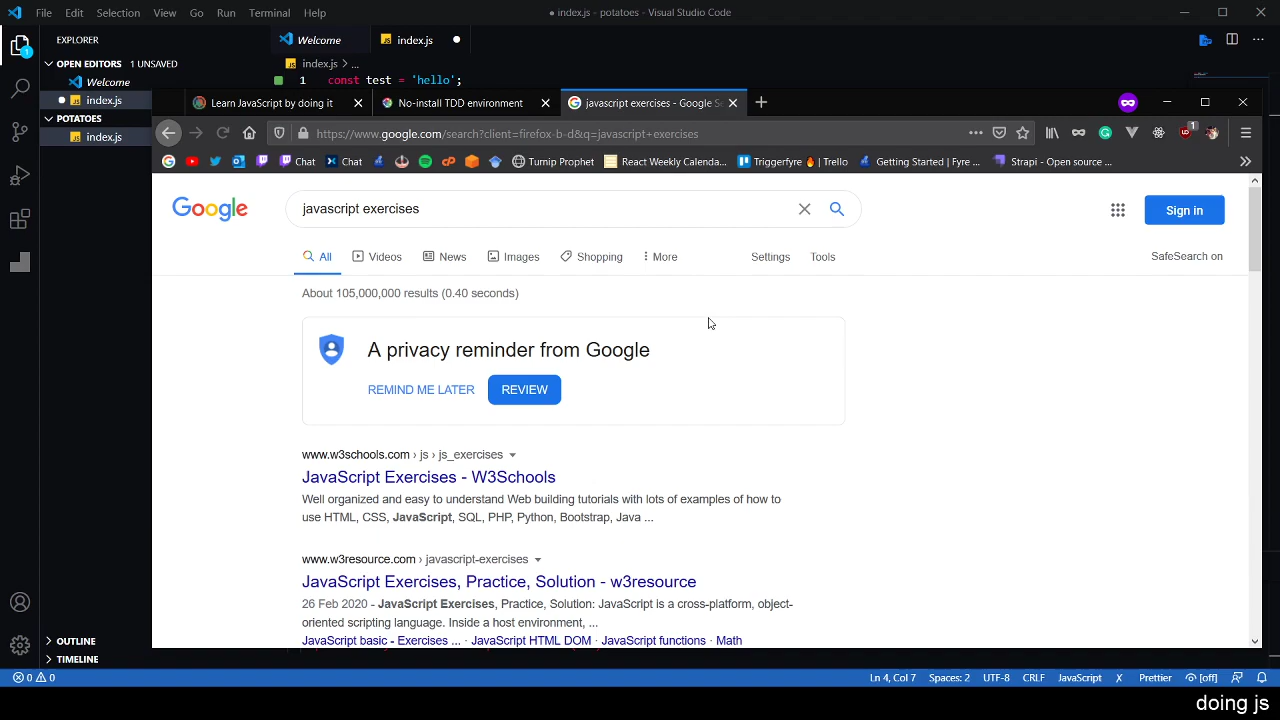 File Edit Selection View Go Run Terminal Help
● index.js - potatoes - Visual Studio Code
EXPLORER
OPEN EDITORS 1 UNSAVED
Welcome
index.js
POTATOES
index.js
OUTLINE
TIMELINE
Welcome index.js
index.js > ...
1 const test = 'hello';
Learn JavaScript by doing it
No-install TDD environment
javascript exercises - Google Se
https://www.google.com/search?client=firefox-b-d&q=javascript+exercises
Chat Chat Turnip Prophet React Weekly Calenda... Triggerfyre 🔥 | Trello Getting Started | Fyre ... Strapi - Open source ...
Google
javascript exercises
Sign in
All Videos News Images Shopping More Settings Tools
SafeSearch on
About 105,000,000 results (0.40 seconds)
A privacy reminder from Google
REMIND ME LATER REVIEW
www.w3schools.com › js › js_exercises
JavaScript Exercises - W3Schools
Well organized and easy to understand Web building tutorials with lots of examples of how to
use HTML, CSS, JavaScript, SQL, PHP, Python, Bootstrap, Java ...
www.w3resource.com › javascript-exercises
JavaScript Exercises, Practice, Solution - w3resource
26 Feb 2020 - JavaScript Exercises, Practice, Solution: JavaScript is a cross-platform, object-
oriented scripting language. Inside a host environment, ...
JavaScript basic - Exercises ... · JavaScript HTML DOM · JavaScript functions · Math
0 0 Ln 4, Col 7 Spaces: 2 UTF-8 CRLF JavaScript Prettier [off]
doing js